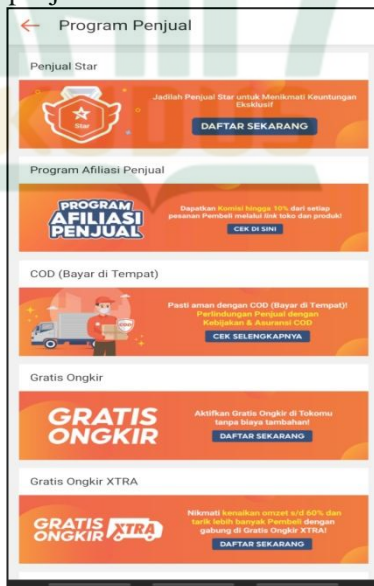 Program Penjual
Penjual Star
Star
Jadilah Penjual Star untuk Menikmati Keuntungan
Eksklusif
DAFTAR SEKARANG
Program Afiliasi Penjual
PROGRAM
AFILIASI
PENJUAL
Dapatkan Komisi hingga 10% dari setiap
pesanan Pembeli melalui link toko dan produk!
CEK DI SINI
COD (Bayar di Tempat)
Pasti aman dengan COD (Bayar di Tempat)!
Perlindungan Penjual dengan
Kebijakan & Asuransi COD
CEK SELENGKAPNYA
Gratis Ongkir
GRATIS
ONGKIR
Aktifkan Gratis Ongkir di Tokomu
tanpa biaya tambahan!
DAFTAR SEKARANG
Gratis Ongkir XTRA
GRATIS
ONGKIR XTRA
Nikmati kenaikan omzet s/d 60% dan
tarik lebih banyak Pembeli dengan
gabung di Gratis Ongkir XTRA!
DAFTAR SEKARANG